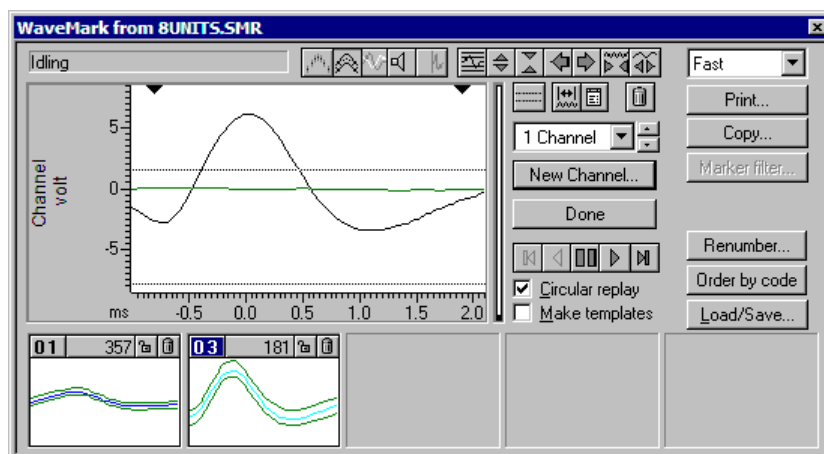 WaveMark from 8UNITS.SMR
Idling
Fast
Print...
Copy...
Marker filter...
Renumber...
Order by code
Load/Save...
1 Channel
New Channel...
Done
Circular replay
Make templates
Channel
volt
5
0
-5
ms -0.5 0.0 0.5 1.0 1.5 2.0
01 357
03 181